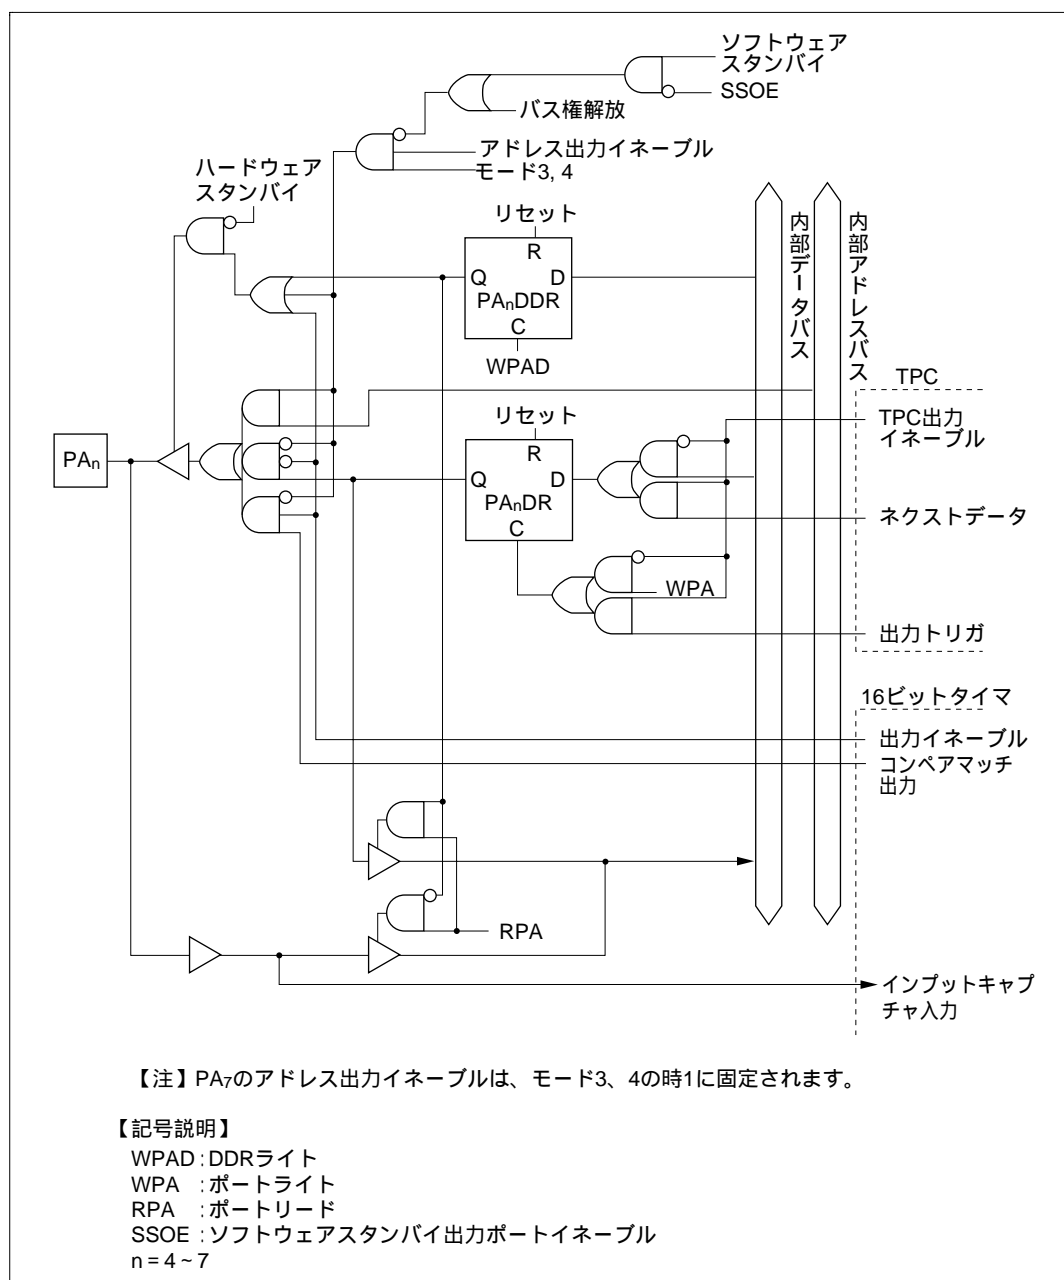 ソフトウェア
スタンバイ
SSOE
バス権解放
アドレス出力イネーブル
モード3, 4
ハードウェア
スタンバイ
リセット
R
Q
D
PAnDDR
C
WPAD
内部データバス
内部アドレスバス
TPC
TPC出力
イネーブル
リセット
R
Q
D
PAnDR
C
PAn
ネクストデータ
WPA
出力トリガ
16ビットタイマ
出力イネーブル
コンペアマッチ
出力
RPA
インプットキャプ
チャ入力
【注】PA7のアドレス出力イネーブルは、モード3、4の時1に固定されます。
【記号説明】
WPAD : DDRライト
WPA : ポートライト
RPA : ポートリード
SSOE : ソフトウェアスタンバイ出力ポートイネーブル
n = 4 ~ 7